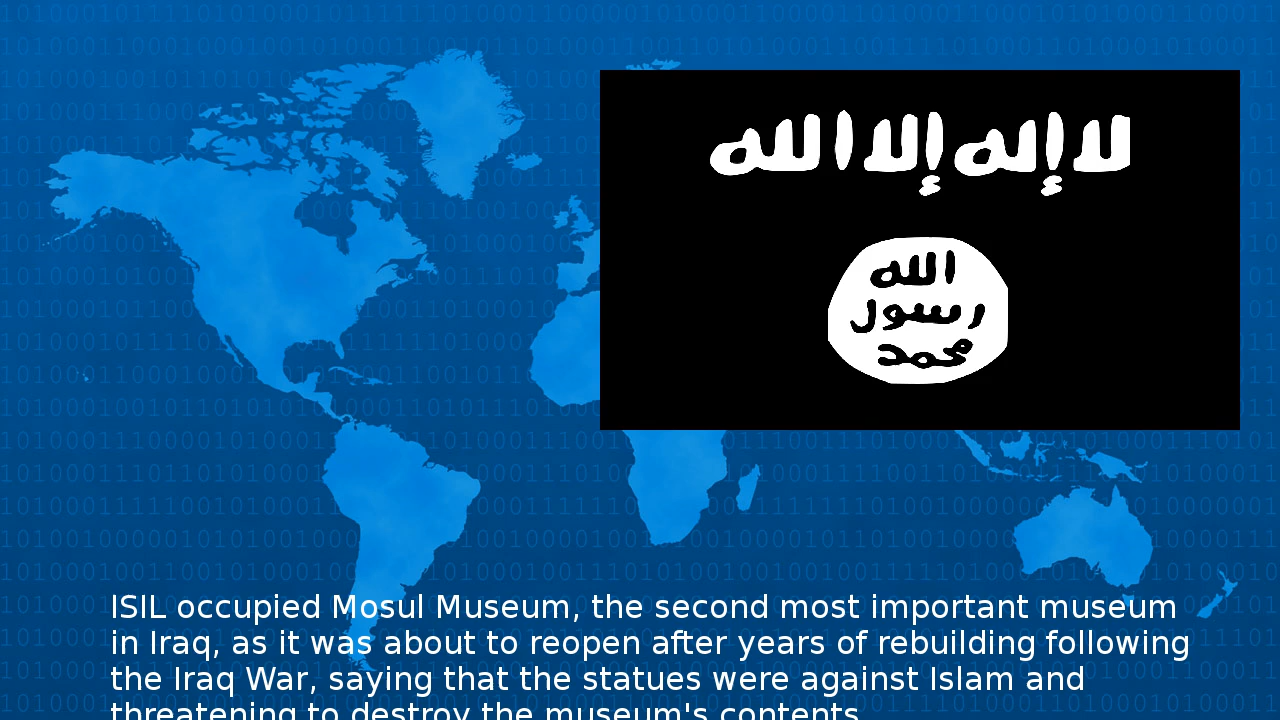 لا إله إلا الله
الله
رسول
محمد
ISIL occupied Mosul Museum, the second most important museum
in Iraq, as it was about to reopen after years of rebuilding following
the Iraq War, saying that the statues were against Islam and
threatening to destroy the museum's contents.